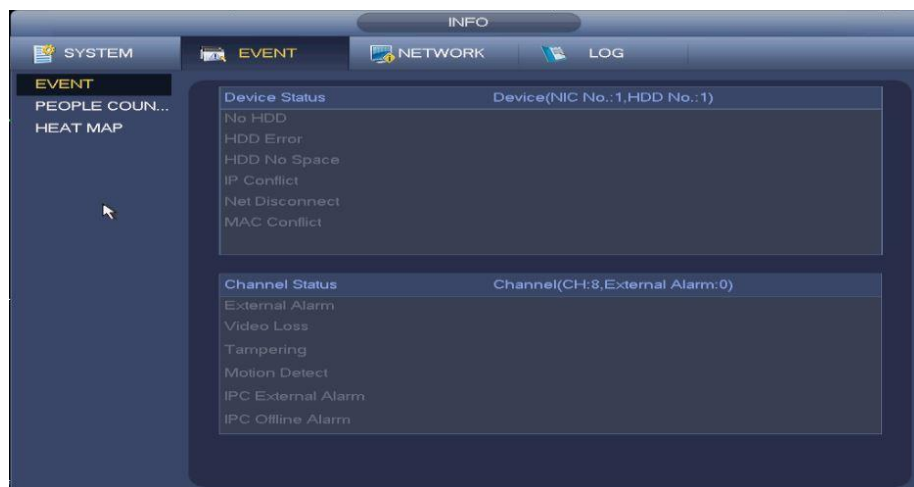 INFO
SYSTEM EVENT NETWORK LOG
EVENT
PEOPLE COUN...
HEAT MAP
Device Status Device(NIC No.:1,HDD No.:1)
No HDD
HDD Error
HDD No Space
IP Conflict
Net Disconnect
MAC Conflict
Channel Status Channel(CH:8,External Alarm:0)
External Alarm
Video Loss
Tampering
Motion Detect
IPC External Alarm
IPC Offline Alarm